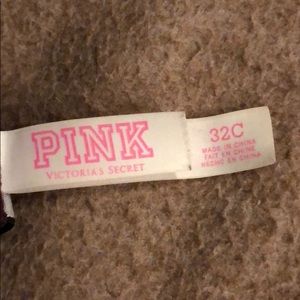 PINK
VICTORIA'S SECRET
32C
MADE IN CHINA
FAIT EN CHINE
HECHO EN CHINA